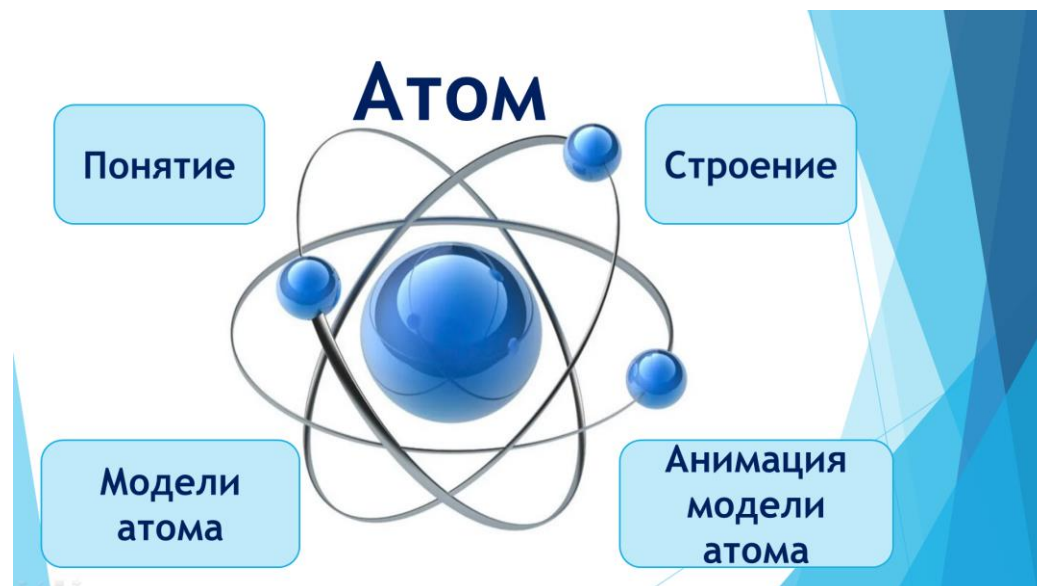 Атом
Понятие
Строение
Модели
атома
Анимация
модели
атома